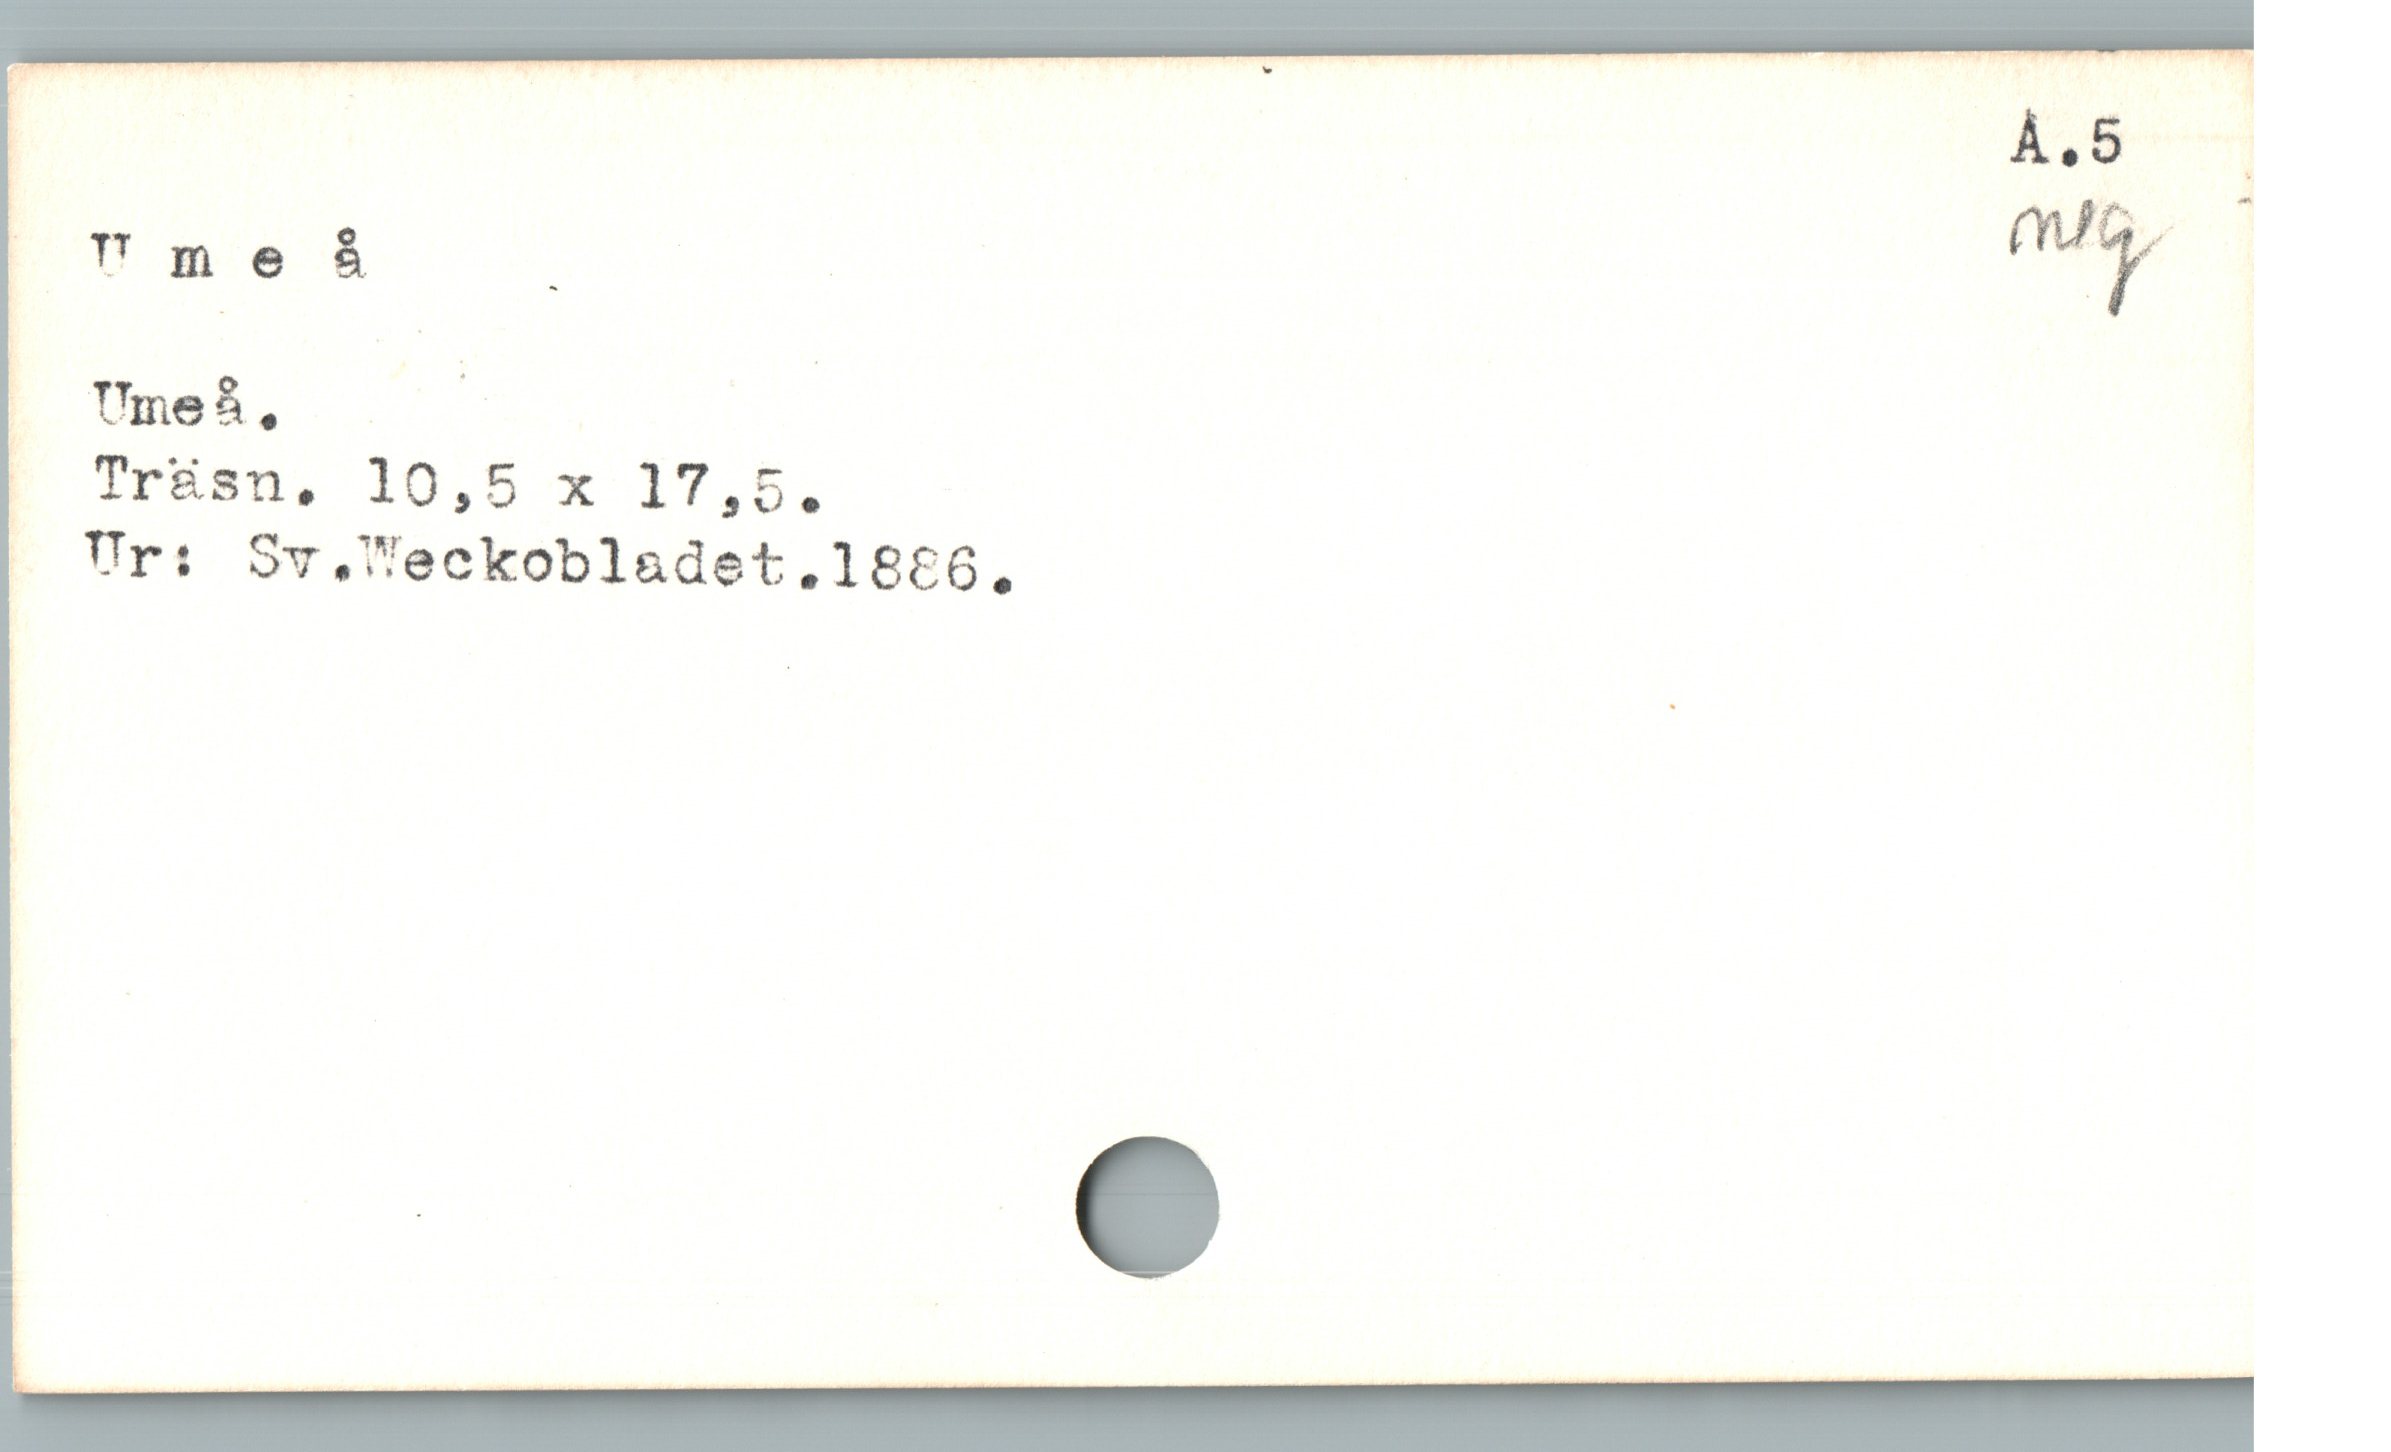 A.5
neg
U m e å
Umeå.
Träsn. 10,5 x 17,5.
Ur: Sv.Weckobladet.1886.